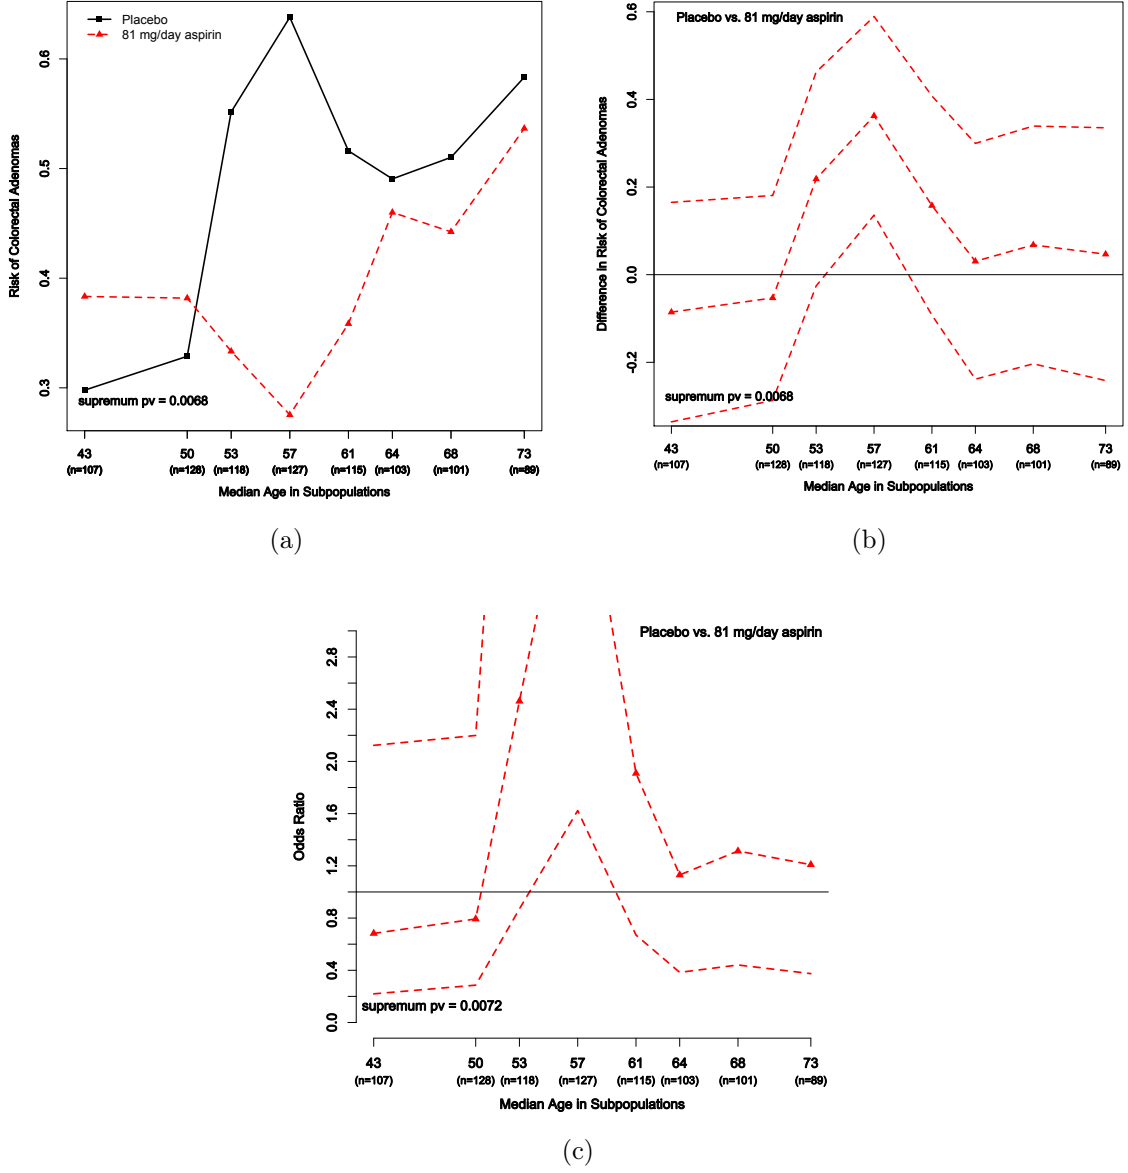 Placebo
81 mg/day aspirin
Risk of Colorectal Adenomas
0.6
0.5
0.4
0.3
supremum pv = 0.0068
43 50 53 57 61 64 68 73
(n=107) (n=128) (n=118) (n=127) (n=115) (n=103) (n=101) (n=89)
Median Age in Subpopulations
(a)
Placebo vs. 81 mg/day aspirin
Difference in Risk of Colorectal Adenomas
0.6
0.4
0.2
0.0
-0.2
supremum pv = 0.0068
43 50 53 57 61 64 68 73
(n=107) (n=128) (n=118) (n=127) (n=115) (n=103) (n=101) (n=89)
Median Age in Subpopulations
(b)
Placebo vs. 81 mg/day aspirin
Odds Ratio
2.8
2.4
2.0
1.6
1.2
0.8
0.4
0.0
supremum pv = 0.0072
43 50 53 57 61 64 68 73
(n=107) (n=128) (n=118) (n=127) (n=115) (n=103) (n=101) (n=89)
Median Age in Subpopulations
(c)